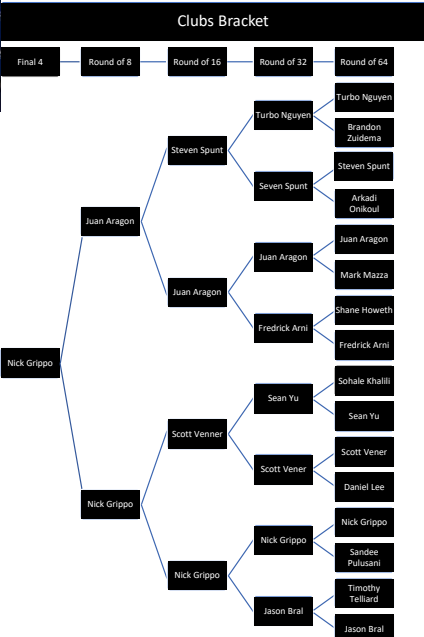 Clubs Bracket
Final 4
Round of 8
Round of 16
Round of 32
Round of 64
Turbo Nguyen
Turbo Nguyen
Brandon
Zuidema
Steven Spunt
Steven Spunt
Seven Spunt
Arkadi
Onikoul
Juan Aragon
Juan Aragon
Juan Aragon
Mark Mazza
Juan Aragon
Shane Howeth
Fredrick Arni
Fredrick Arni
Nick Grippo
Sohale Khalili
Sean Yu
Sean Yu
Scott Venner
Scott Vener
Scott Vener
Daniel Lee
Nick Grippo
Nick Grippo
Nick Grippo
Sandee
Pulusani
Nick Grippo
Timothy
Telliard
Jason Bral
Jason Bral